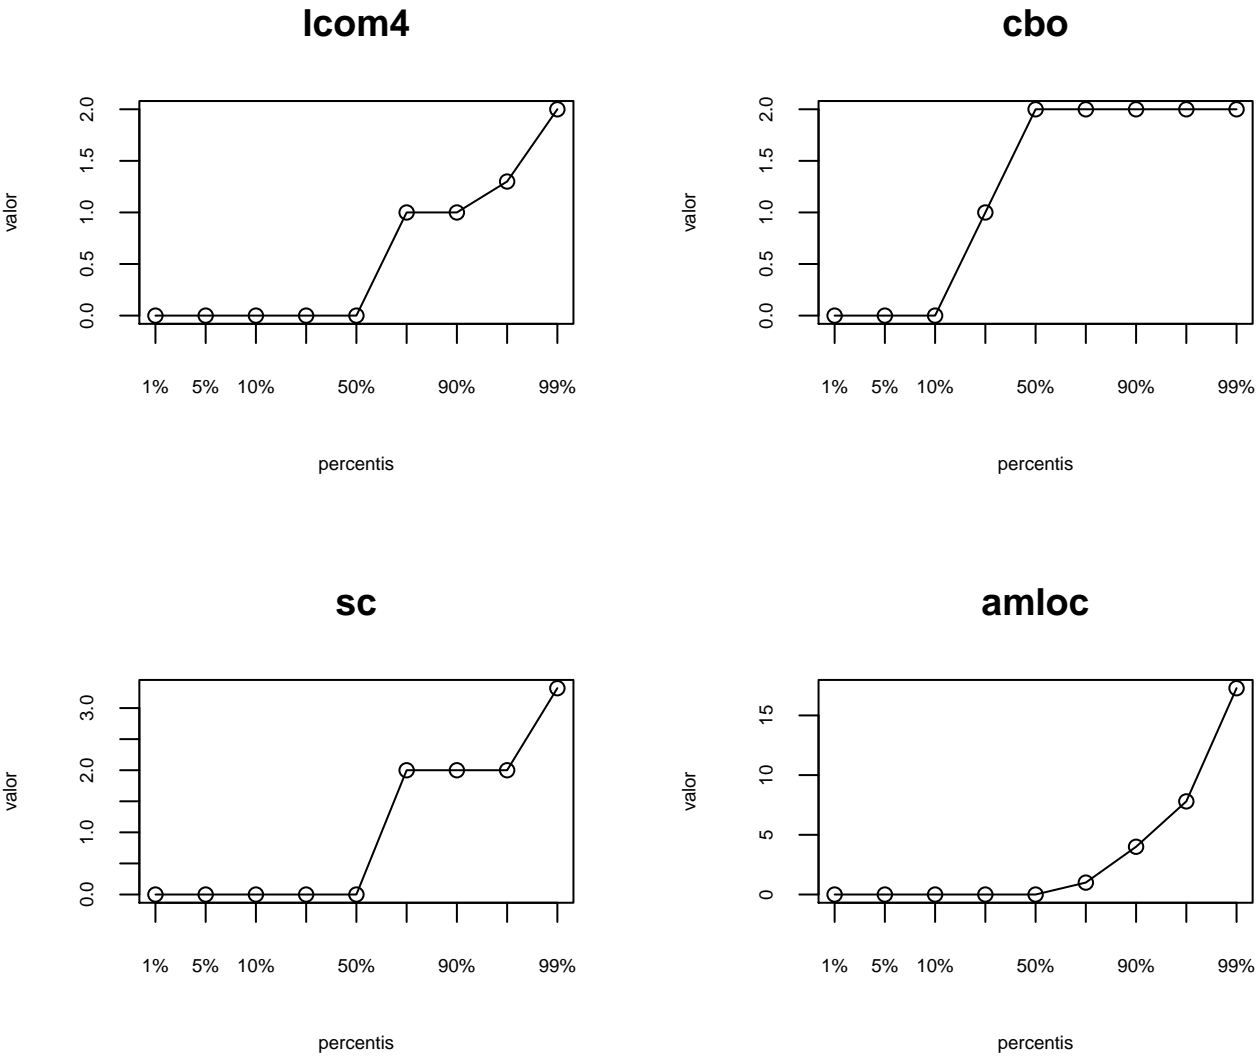 lcom4
valor
0.0 0.5 1.0 1.5 2.0
1% 5% 10% 50% 90% 99%
percentis
cbo
valor
0.0 0.5 1.0 1.5 2.0
1% 5% 10% 50% 90% 99%
percentis
sc
valor
0.0 1.0 2.0 3.0
1% 5% 10% 50% 90% 99%
percentis
amloc
valor
0 5 10 15
1% 5% 10% 50% 90% 99%
percentis